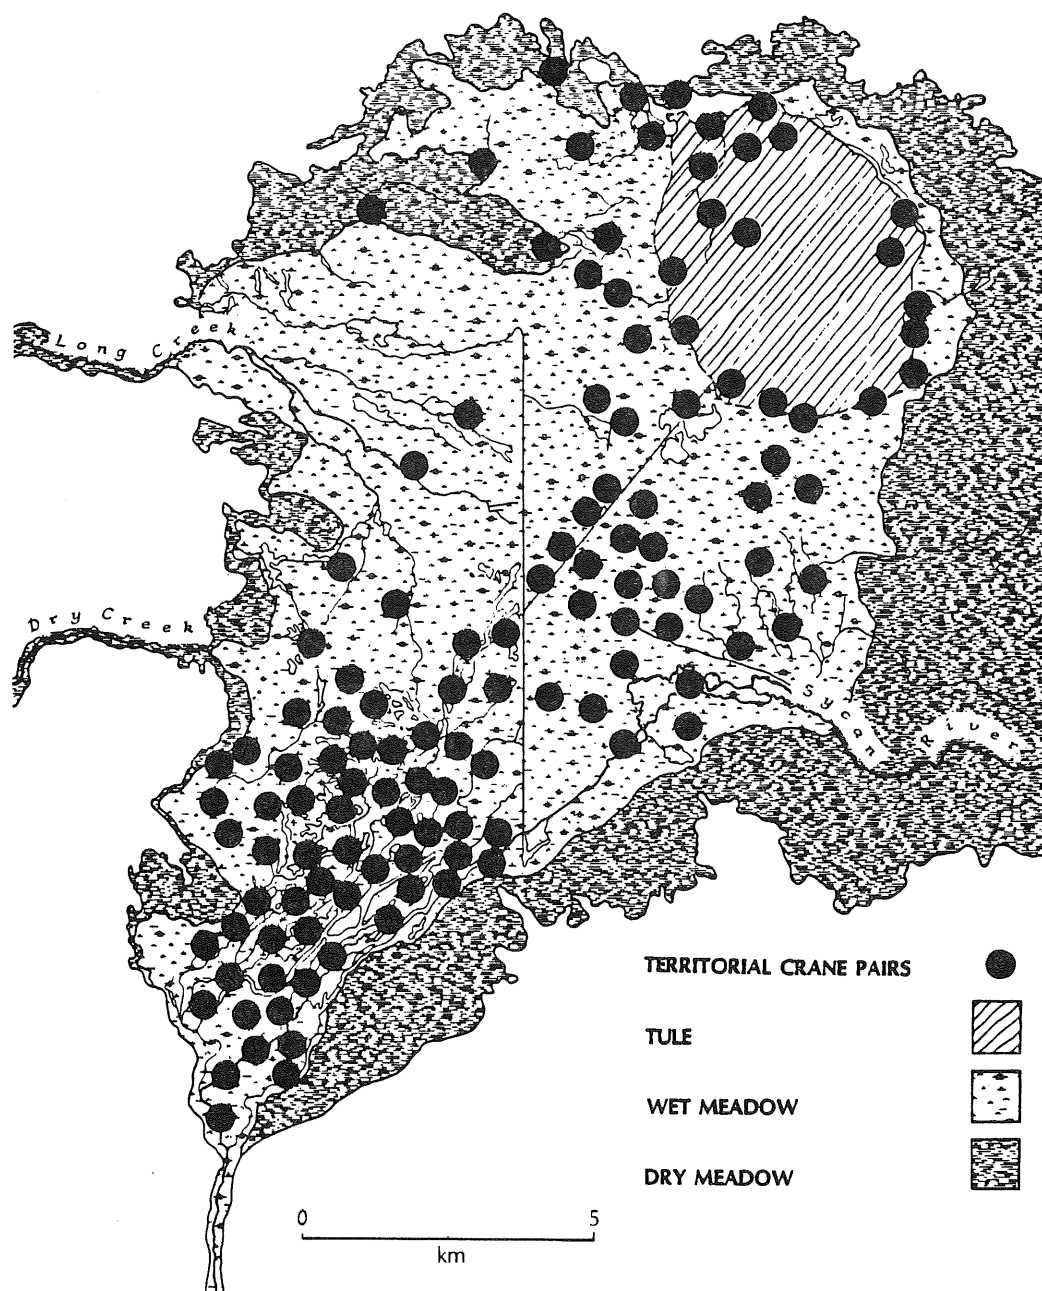 Long Creek
Dry Creek
Sycan River
TERRITORIAL CRANE PAIRS
TULE
WET MEADOW
DRY MEADOW
0 5
km